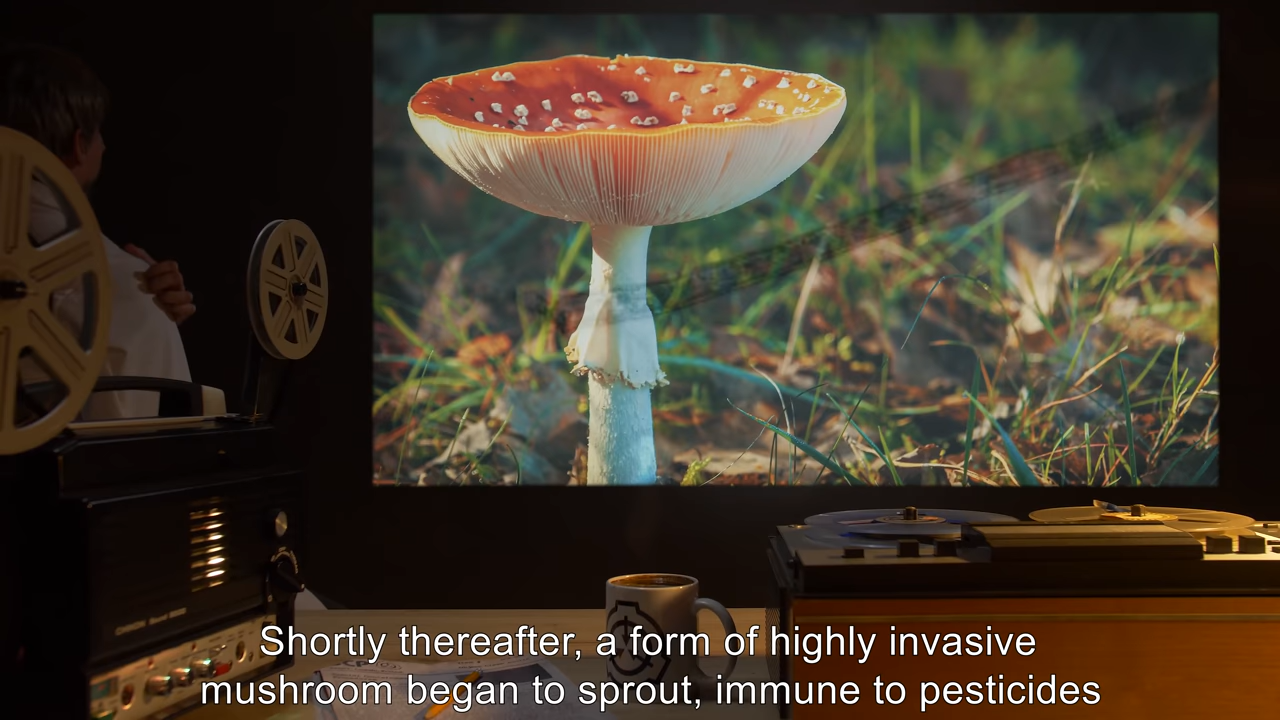 Shortly thereafter, a form of highly invasive
mushroom began to sprout, immune to pesticides